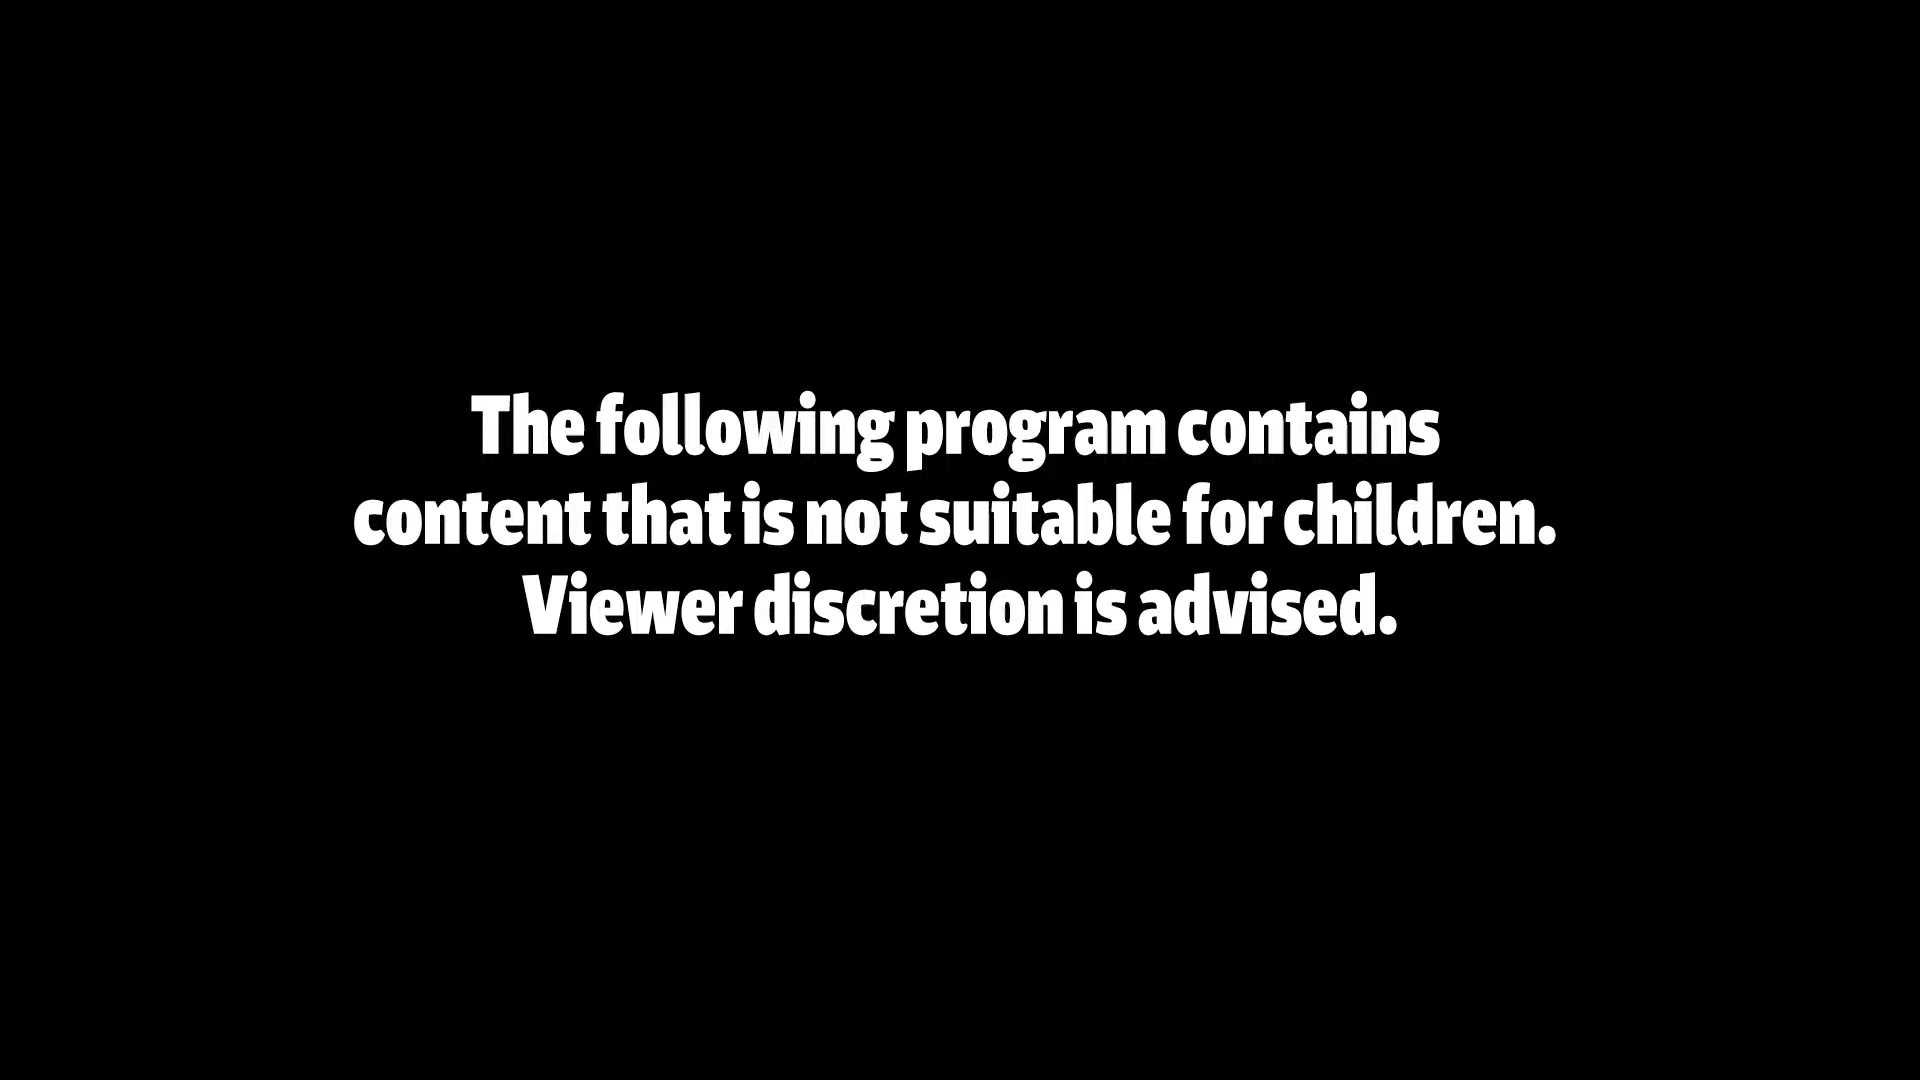 The following program contains
content that is not suitable for children.
Viewer discretion is advised.